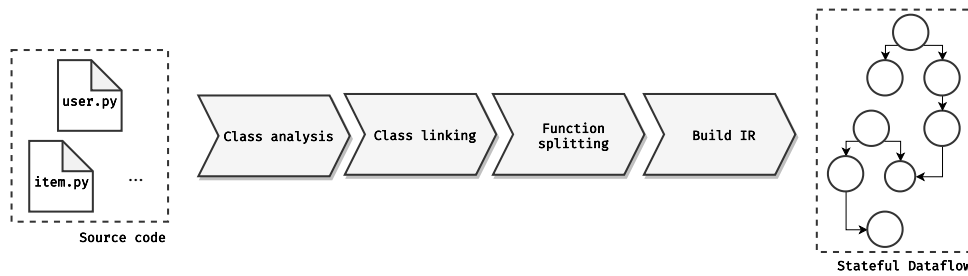 user.py
item.py
...
Source code
Class analysis
Class linking
Function
splitting
Build IR
Stateful Dataflow